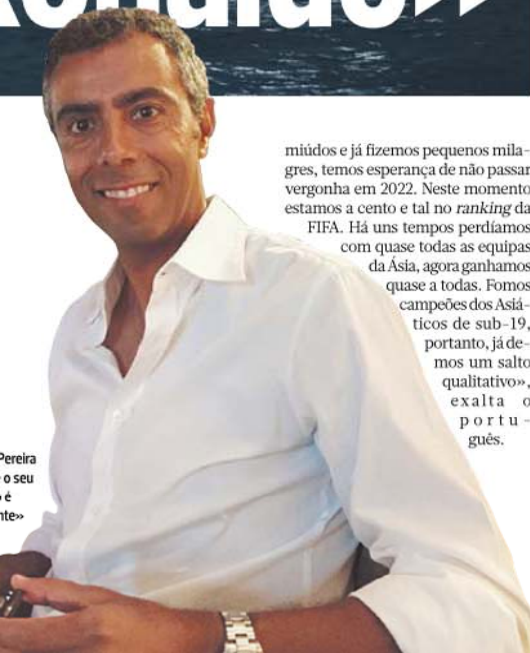 Ronaldo»
miúdos e já fizemos pequenos mila-
gres, temos esperança de não passar
vergonha em 2022. Neste momento
estamos a cento e tal no ranking da
FIFA. Há uns tempos perdíamos
com quase todas as equipas
da Ásia, agora ganhamos
quase a todas. Fomos
campeões dos Asiá-
ticos de sub-19,
portanto, já de-
mos um salto
qualitativo»,
exalta o
portu-
guês.
Pereira
o seu
é
nte»